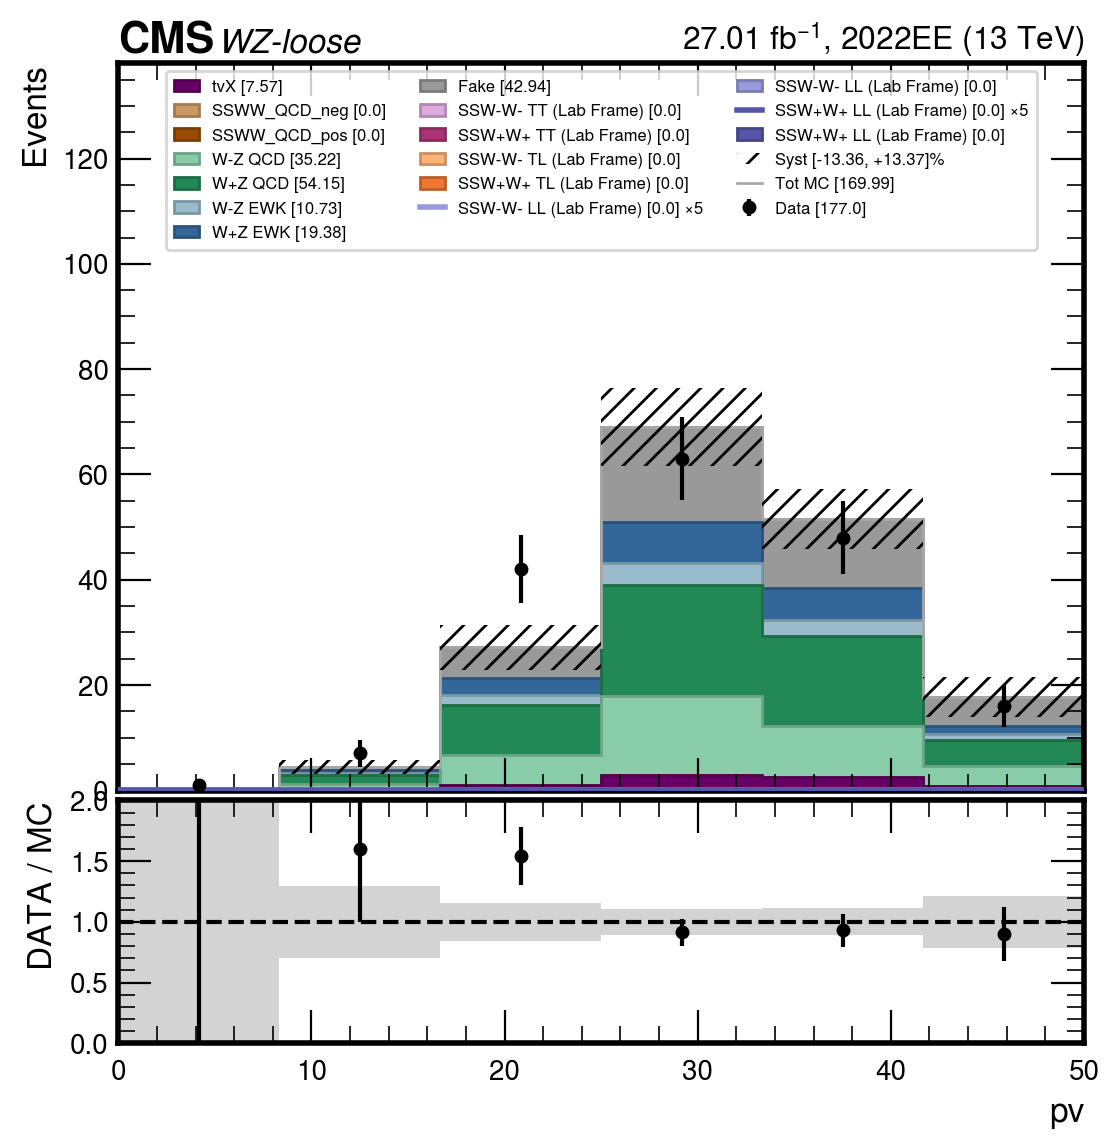 CMS WZ-loose 27.01 fb⁻¹, 2022EE (13 TeV)
Events
tvX [7.57]
SSWW_QCD_neg [0.0]
SSWW_QCD_pos [0.0]
W-Z QCD [35.22]
W+Z QCD [54.15]
W-Z EWK [10.73]
W+Z EWK [19.38]
Fake [42.94]
SSW-W- TT (Lab Frame) [0.0]
SSW+W+ TT (Lab Frame) [0.0]
SSW-W- TL (Lab Frame) [0.0]
SSW+W+ TL (Lab Frame) [0.0]
SSW-W- LL (Lab Frame) [0.0] ×5
SSW-W- LL (Lab Frame) [0.0]
SSW+W+ LL (Lab Frame) [0.0] ×5
SSW+W+ LL (Lab Frame) [0.0]
Syst [-13.36, +13.37]%
Tot MC [169.99]
Data [177.0]
120
100
80
60
40
20
0
DATA / MC
2.0
1.5
1.0
0.5
0.0
0 10 20 30 40 50
pv